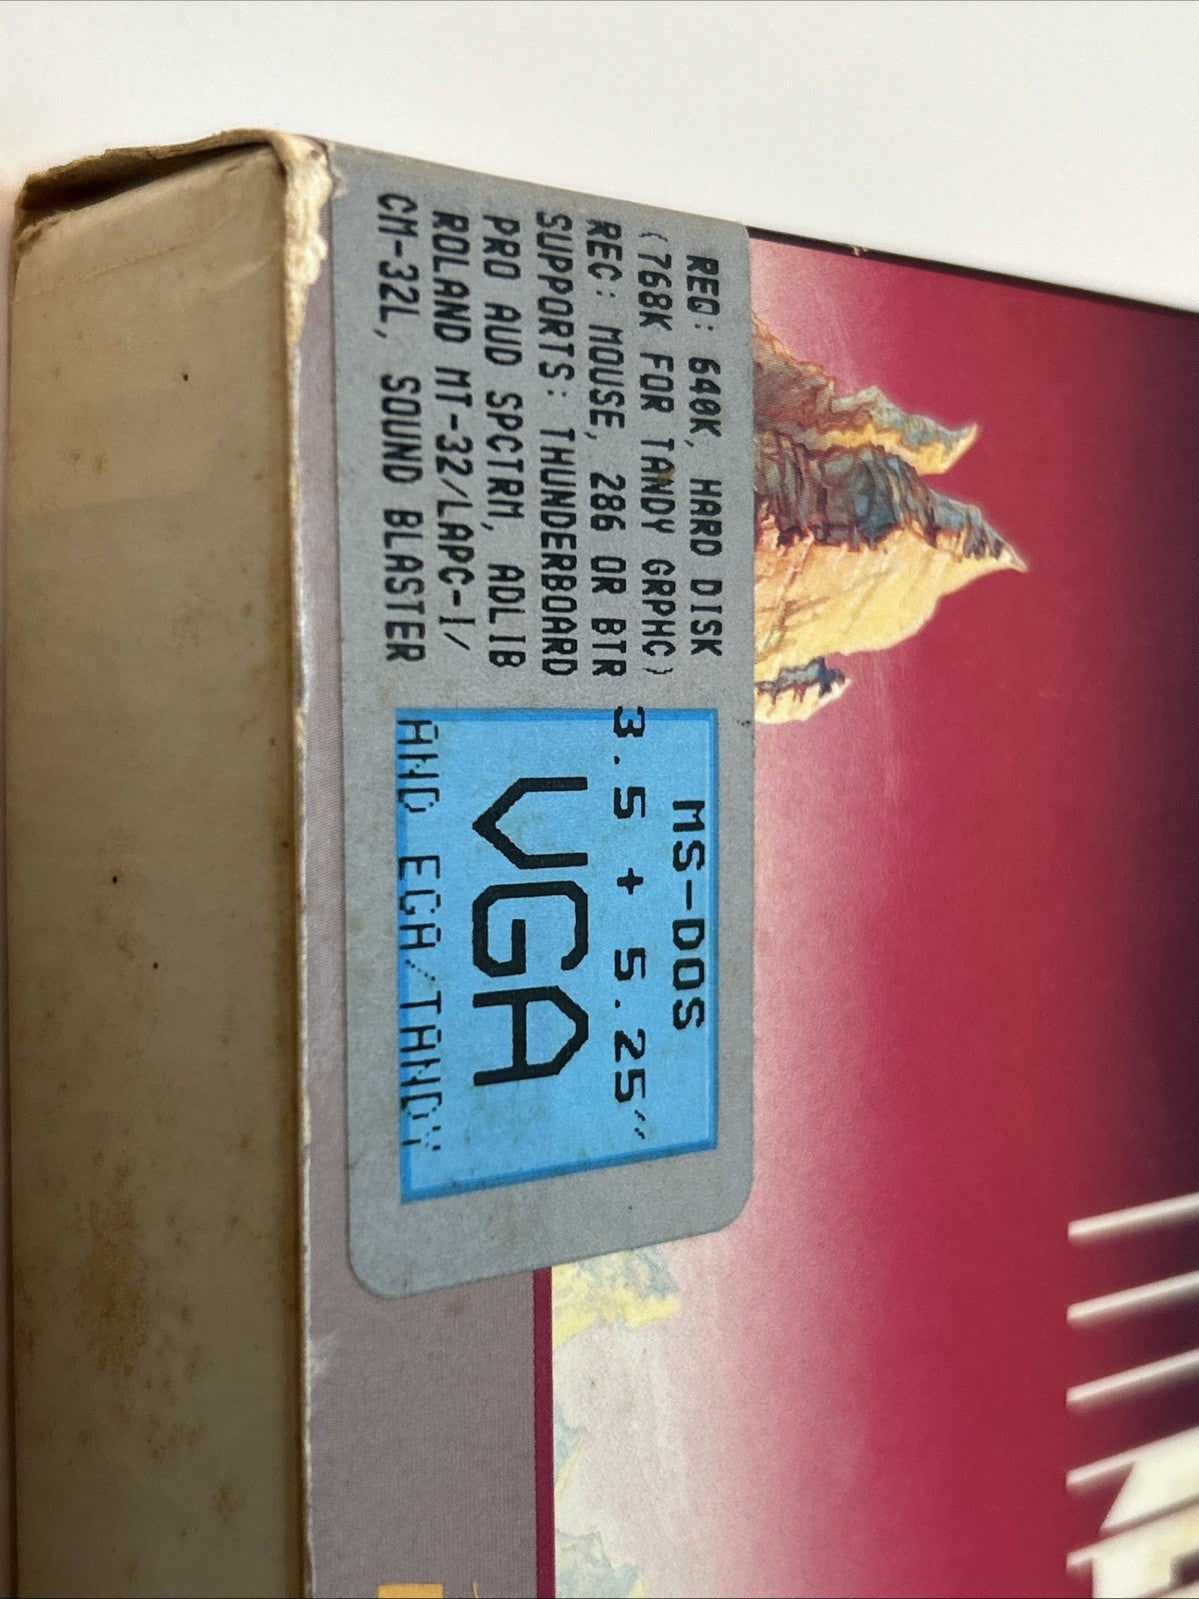 REQ: 640K, HARD DISK
(768K FOR TANDY GRPHC)
REC: MOUSE, 286 OR BTR
SUPPORTS: THUNDERBOARD
PRO AUD SPCTRM, ADLIB
ROLAND MT-32/LAPC-1/
CM-32L, SOUND BLASTER
MS-DOS
3.5 + 5.25"
VGA
AND EGA/TANDY